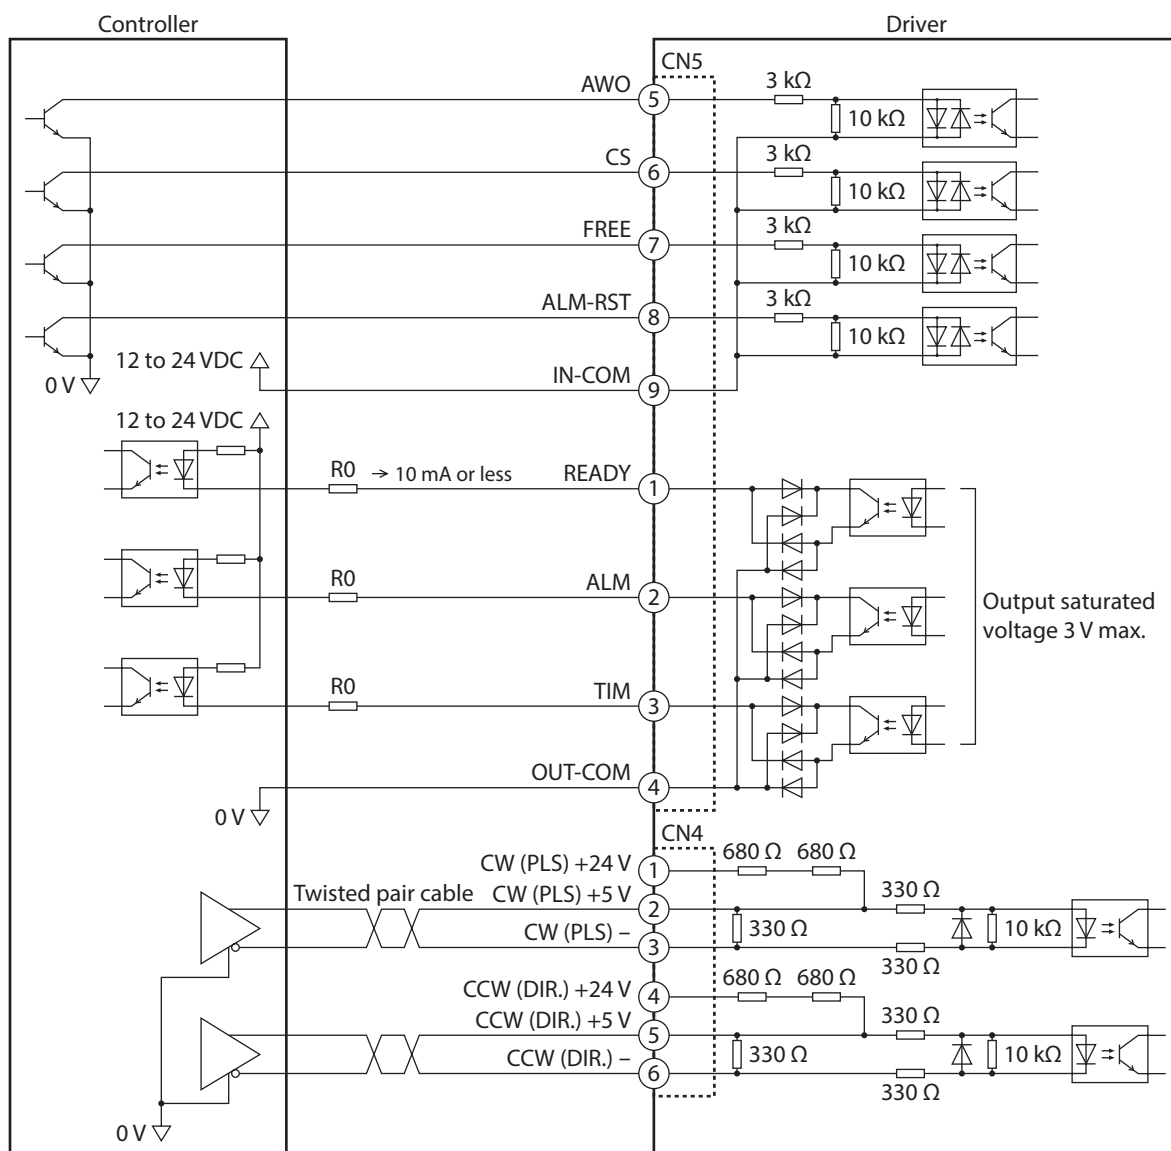 Controller
Driver
CN5
AWO
5
3 kΩ
10 kΩ
CS
6
3 kΩ
10 kΩ
FREE
7
3 kΩ
10 kΩ
ALM-RST
8
3 kΩ
10 kΩ
12 to 24 VDC
0 V
IN-COM
9
12 to 24 VDC
R0
→ 10 mA or less
READY
1
R0
ALM
2
Output saturated
voltage 3 V max.
R0
TIM
3
OUT-COM
4
0 V
CN4
CW (PLS) +24 V
1
680 Ω
680 Ω
Twisted pair cable
CW (PLS) +5 V
2
330 Ω
330 Ω
10 kΩ
CW (PLS) –
3
330 Ω
CCW (DIR.) +24 V
4
680 Ω
680 Ω
CCW (DIR.) +5 V
5
330 Ω
330 Ω
10 kΩ
CCW (DIR.) –
6
330 Ω
0 V